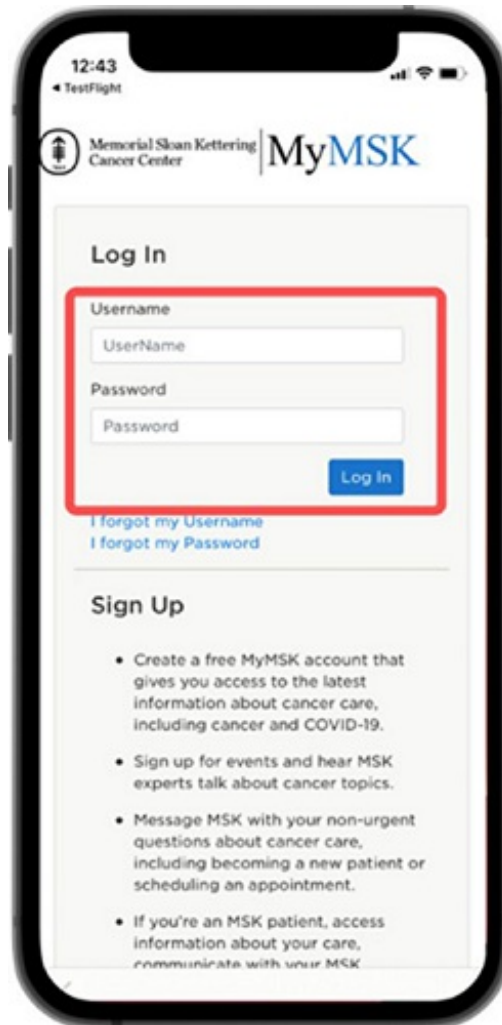 12:43
◀ TestFlight
Memorial Sloan Kettering
Cancer Center
MyMSK
Log In
Username
UserName
Password
Password
Log In
I forgot my Username
I forgot my Password
Sign Up
• Create a free MyMSK account that
gives you access to the latest
information about cancer care,
including cancer and COVID-19.
• Sign up for events and hear MSK
experts talk about cancer topics.
• Message MSK with your non-urgent
questions about cancer care,
including becoming a new patient or
scheduling an appointment.
• If you're an MSK patient, access
information about your care,
communicate with your MSK